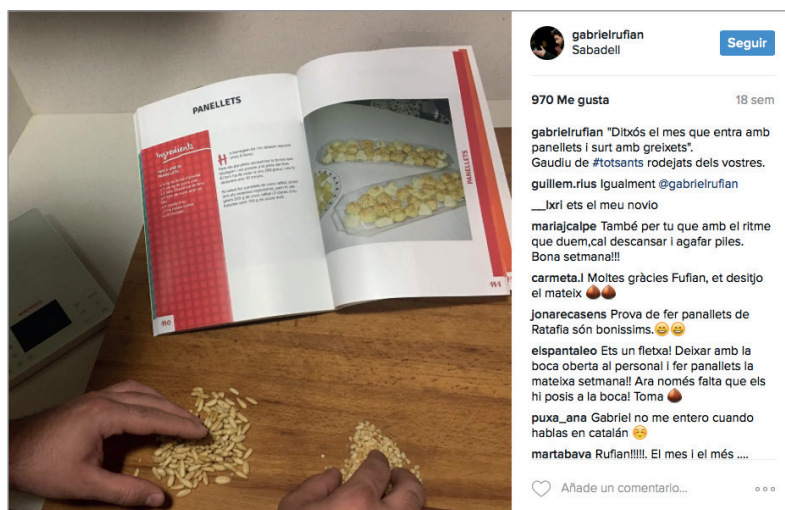 PANELLETS
Ingredients
PANELLETS
140
141
gabrielrufian
Sabadell
Seguir
970 Me gusta
18 sem
gabrielrufian "Ditxós el mes que entra amb
panellets i surt amb greixets".
Gaudiu de #totsants rodejats dels vostres.
guillem.rius Igualment @gabrielrufian
__lxri ets el meu novio
mariajcalpe També per tu que amb el ritme
que duem,cal descansar i agafar piles.
Bona setmana!!!
carmeta.l Moltes gràcies Fufian, et desitjo
el mateix 🌰🌰
jonarecasens Prova de fer panallets de
Ratafia són bonissims.😄😄
elspantaleo Ets un fletxa! Deixar amb la
boca oberta al personal i fer panallets la
mateixa setmana!! Ara només falta que els
hi posis a la boca! Toma 🌰
puxa_ana Gabriel no me entero cuando
hablas en catalán ☺️
martabava Rufian!!!!!. El mes i el més ....
Añade un comentario...